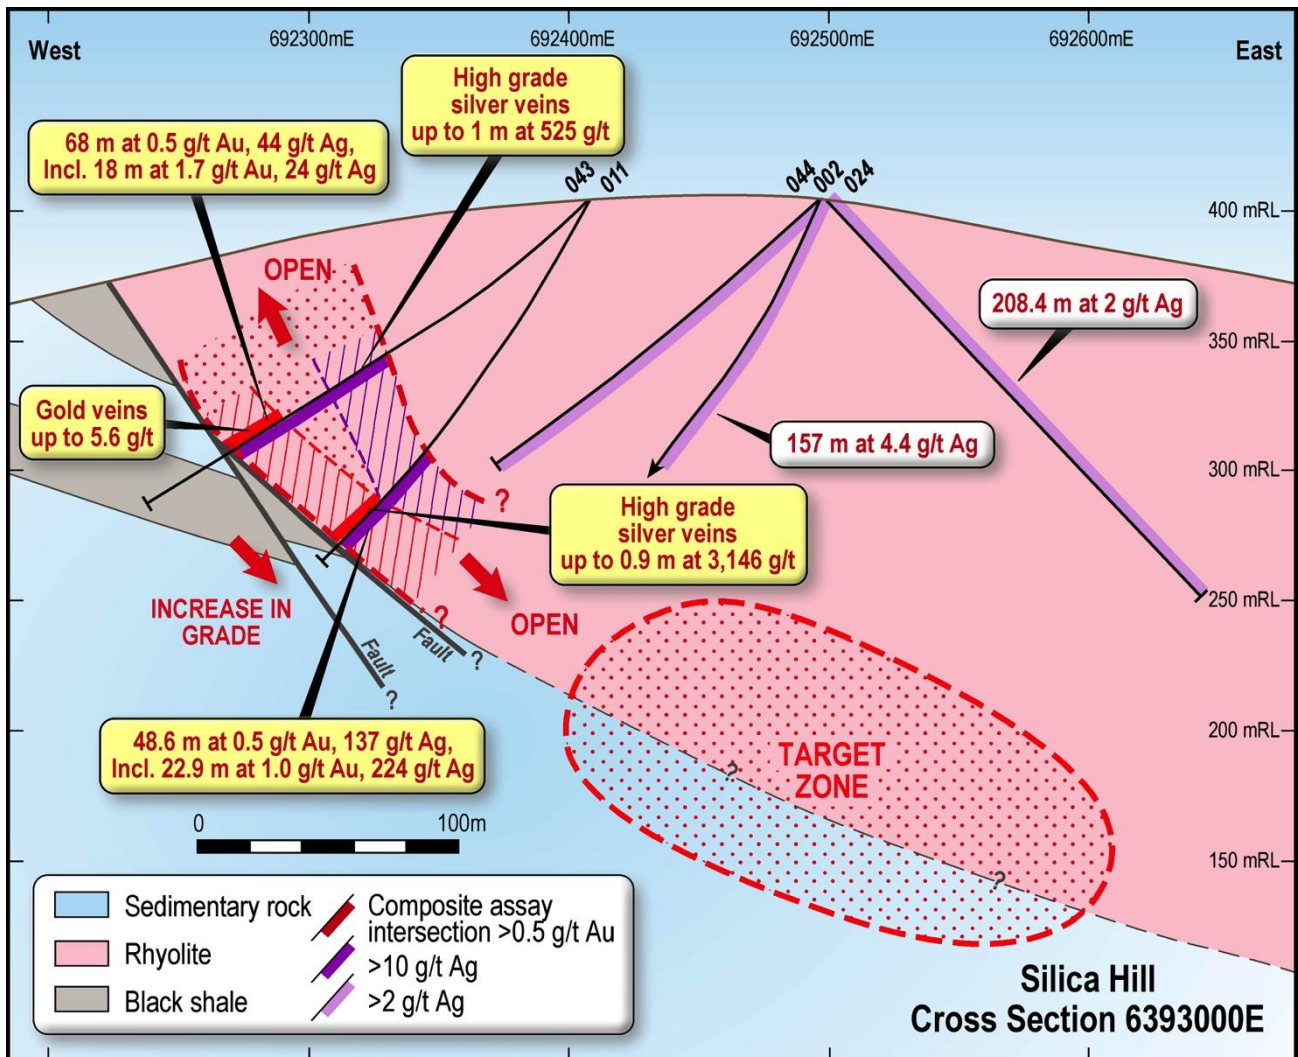 692300mE
692400mE
692500mE
692600mE
West
East
High grade
silver veins
up to 1 m at 525 g/t
68 m at 0.5 g/t Au, 44 g/t Ag,
Incl. 18 m at 1.7 g/t Au, 24 g/t Ag
043
011
044
002
024
400 mRL
OPEN
208.4 m at 2 g/t Ag
350 mRL
Gold veins
up to 5.6 g/t
157 m at 4.4 g/t Ag
300 mRL
?
High grade
silver veins
up to 0.9 m at 3,146 g/t
INCREASE IN
GRADE
?
OPEN
250 mRL
Fault
?
Fault
?
48.6 m at 0.5 g/t Au, 137 g/t Ag,
Incl. 22.9 m at 1.0 g/t Au, 224 g/t Ag
200 mRL
TARGET
ZONE
?
?
150 mRL
0
100m
Sedimentary rock
Rhyolite
Black shale
Composite assay
intersection >0.5 g/t Au
>10 g/t Ag
>2 g/t Ag
Silica Hill
Cross Section 6393000E